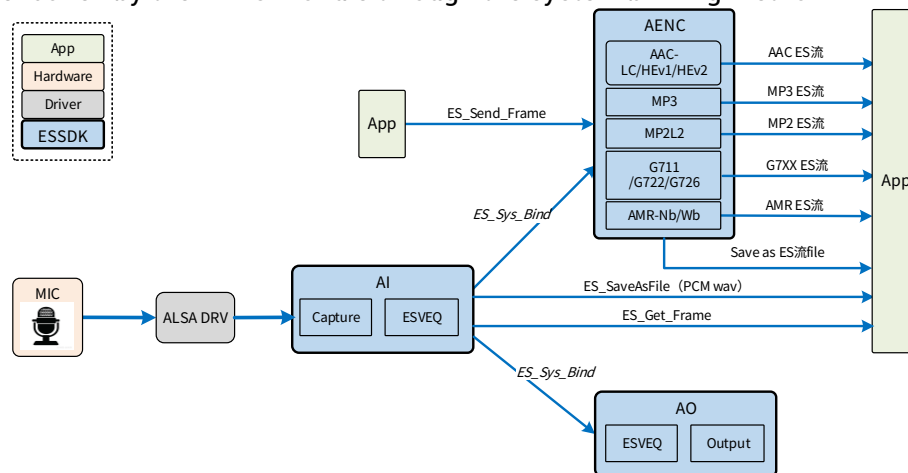 App
Hardware
Driver
ESSDK
App
ES_Send_Frame
AENC
AAC-
LC/HEv1/HEv2
MP3
MP2L2
G711
/G722/G726
AMR-Nb/Wb
AAC ES流
MP3 ES流
MP2 ES流
G7XX ES流
AMR ES流
Save as ES流file
App
ES_Sys_Bind
MIC
ALSA DRV
AI
Capture
ESVEQ
ES_SaveAsFile（PCM wav）
ES_Get_Frame
ES_Sys_Bind
AO
ESVEQ
Output